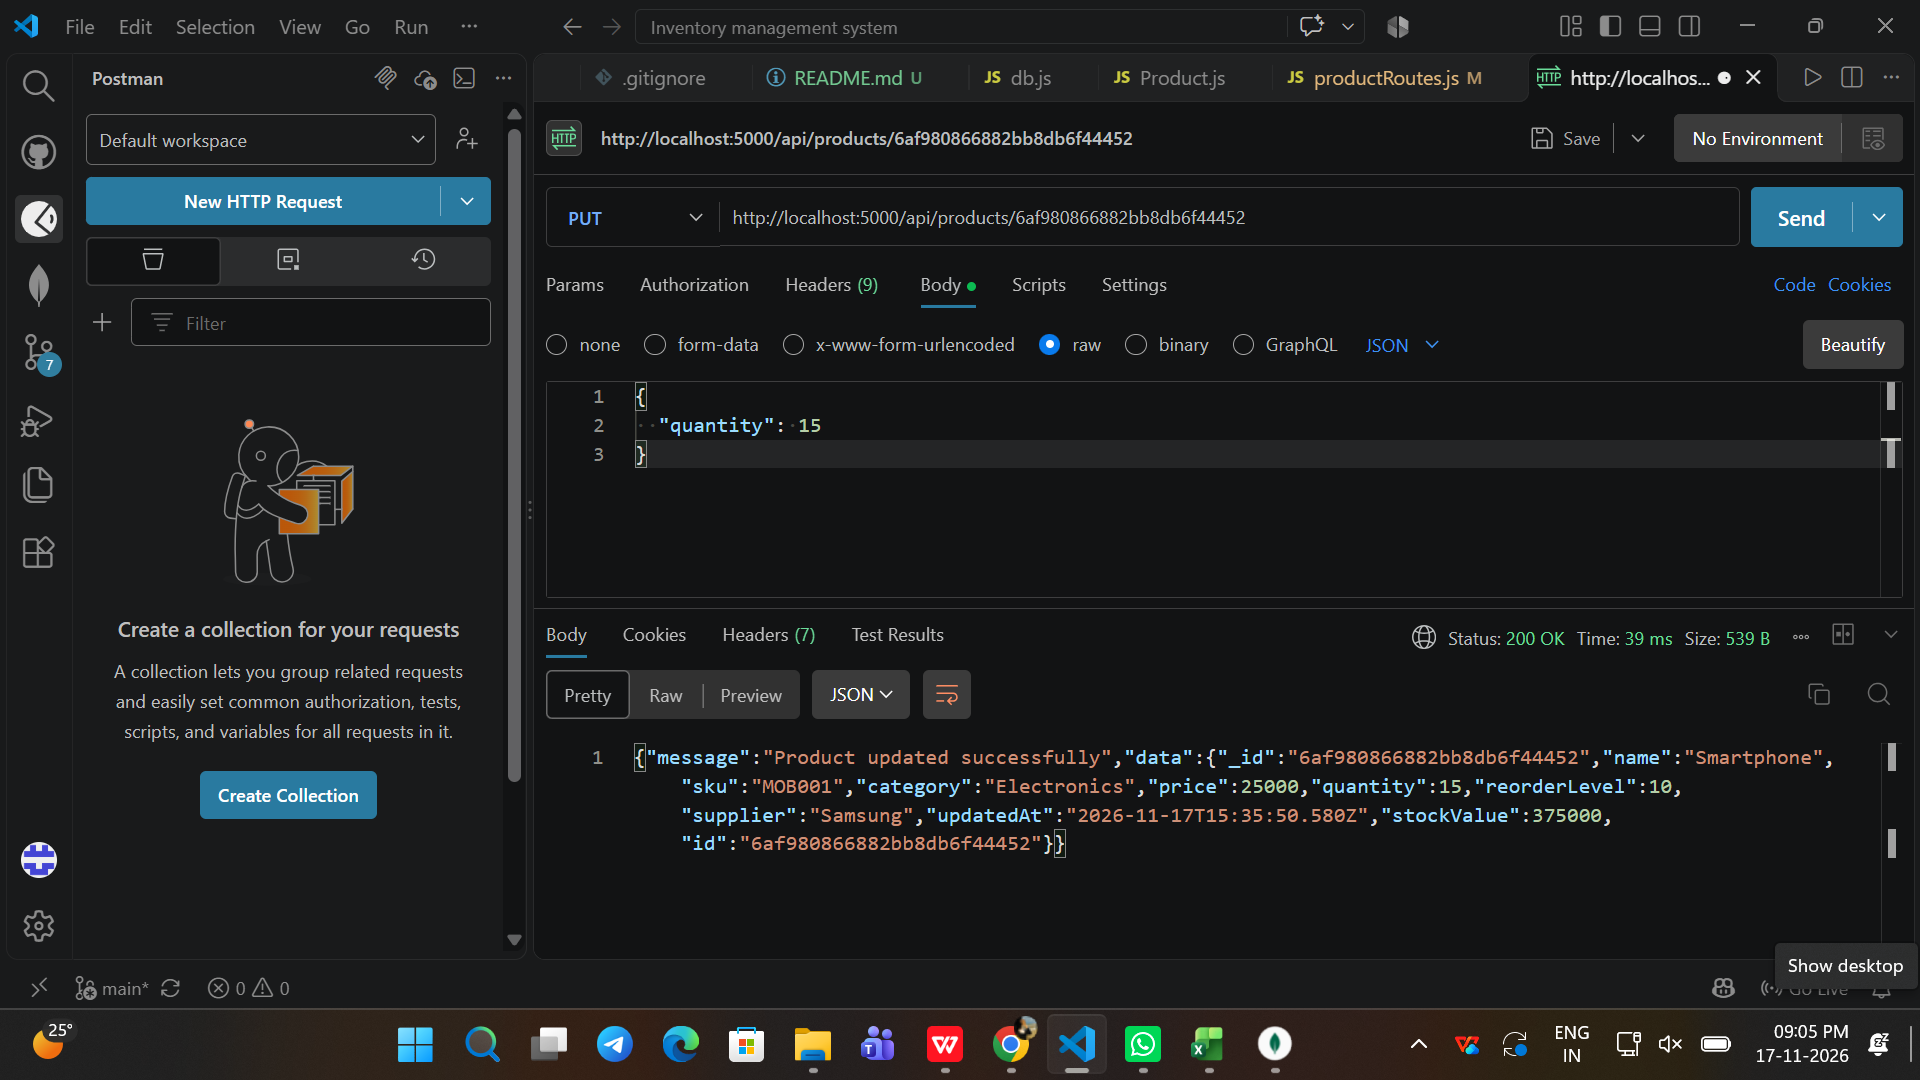 File Edit Selection View Go Run
Inventory management system
Postman
.gitignore
README.md U
db.js
Product.js
productRoutes.js M
http://localhos...
Default workspace
http://localhost:5000/api/products/6af980866882bb8db6f44452
Save
No Environment
New HTTP Request
PUT
http://localhost:5000/api/products/6af980866882bb8db6f44452
Send
Params Authorization Headers (9) Body Scripts Settings
Code Cookies
Filter
none form-data x-www-form-urlencoded raw binary GraphQL JSON
Beautify
1 {
2 "quantity": 15
3 }
7
Create a collection for your requests
A collection lets you group related requests
and easily set common authorization, tests,
scripts, and variables for all requests in it.
Create Collection
Body Cookies Headers (7) Test Results
Status: 200 OK Time: 39 ms Size: 539 B
Pretty Raw Preview JSON
1 {"message":"Product updated successfully","data":{"_id":"6af980866882bb8db6f44452","name":"Smartphone",
"sku":"MOB001","category":"Electronics","price":25000,"quantity":15,"reorderLevel":10,
"supplier":"Samsung","updatedAt":"2026-11-17T15:35:50.580Z","stockValue":375000,
"id":"6af980866882bb8db6f44452"}}
Show desktop
main* 0 0
Go Live
25°
ENG
IN
09:05 PM
17-11-2026